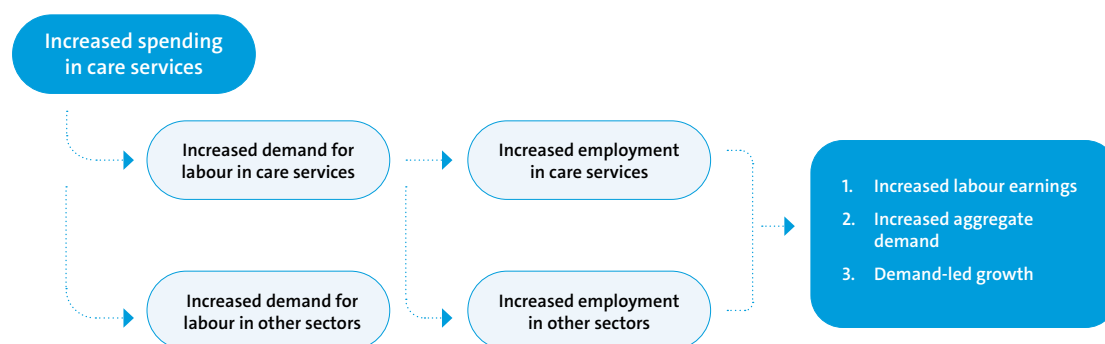 Increased spending
in care services
Increased demand for
labour in care services
Increased employment
in care services
1. Increased labour earnings
2. Increased aggregate
demand
3. Demand-led growth
Increased demand for
labour in other sectors
Increased employment
in other sectors